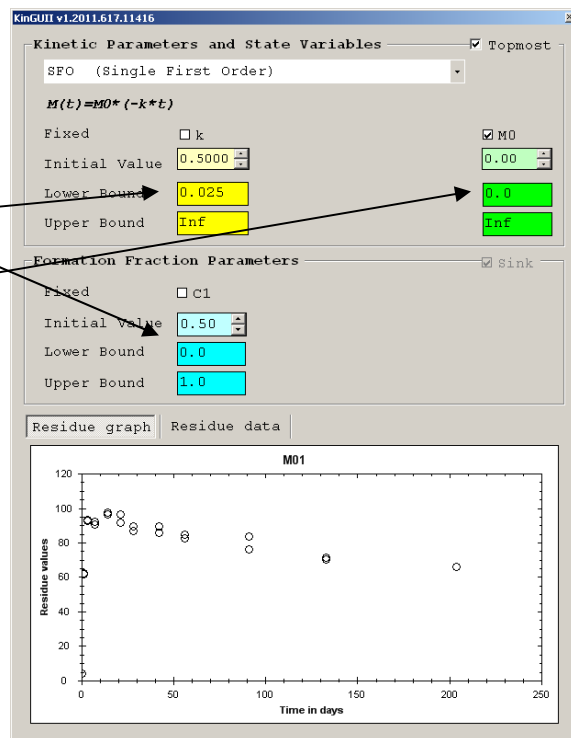 KinGUII v1.2011.617.11416
Kinetic Parameters and State Variables Topmost
SFO (Single First Order)
M(t)=M0*(-k*t)
Fixed k M0
Initial Value 0.5000 0.00
Lower Bound 0.025 0.0
Upper Bound Inf Inf
Formation Fraction Parameters Sink
Fixed C1
Initial Value 0.50
Lower Bound 0.0
Upper Bound 1.0
Residue graph Residue data
M01
120
100
80
60
40
20
0
Residue values
0 50 100 150 200 250
Time in days